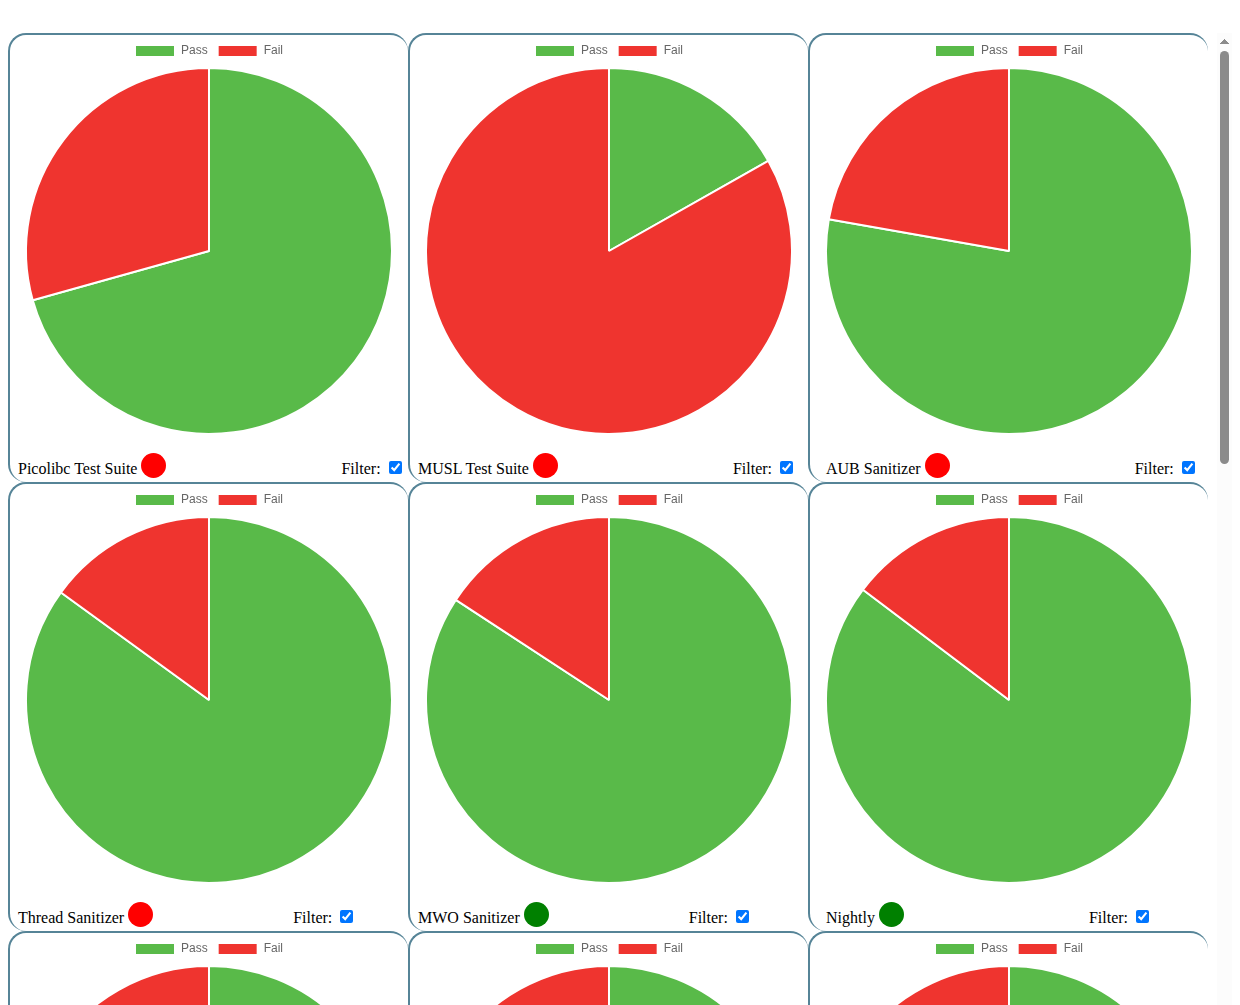 Pass Fail
Pass Fail
Pass Fail
Picolibc Test Suite Filter:
MUSL Test Suite Filter:
AUB Sanitizer Filter:
Pass Fail
Pass Fail
Pass Fail
Thread Sanitizer Filter:
MWO Sanitizer Filter:
Nightly Filter:
Pass Fail
Pass Fail
Pass Fail